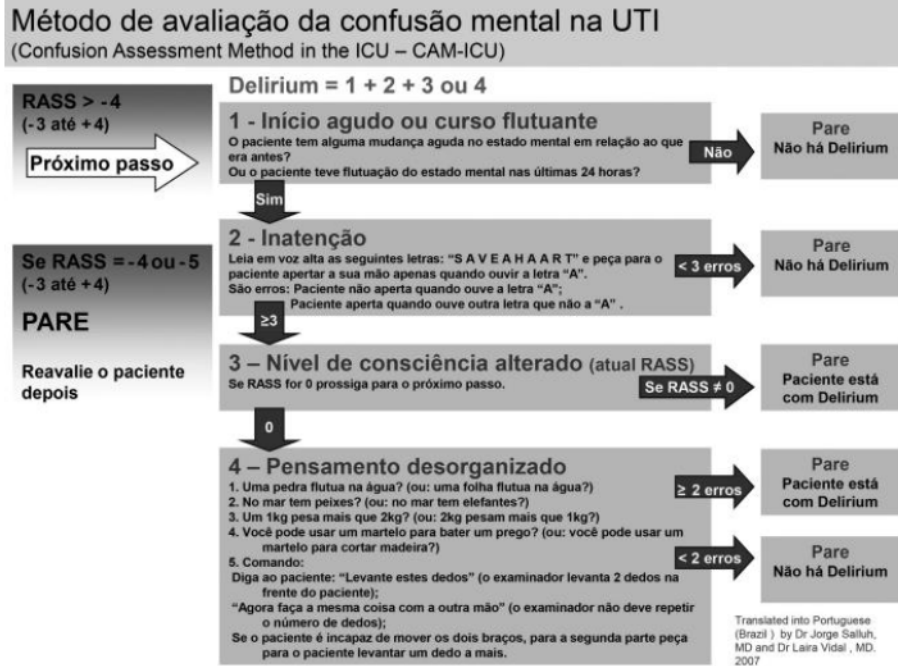 Método de avaliação da confusão mental na UTI
(Confusion Assessment Method in the ICU – CAM-ICU)
Delirium = 1 + 2 + 3 ou 4
RASS > -4
(-3 até +4)
Próximo passo
1 - Início agudo ou curso flutuante
O paciente tem alguma mudança aguda no estado mental em relação ao que
era antes?
Ou o paciente teve flutuação do estado mental nas últimas 24 horas?
Não
Pare
Não há Delirium
Sim
Se RASS = -4 ou -5
(-3 até +4)
PARE
Reavalie o paciente
depois
2 - Inatenção
Leia em voz alta as seguintes letras: “S A V E A H A A R T” e peça para o
paciente apertar a sua mão apenas quando ouvir a letra “A”.
São erros: Paciente não aperta quando ouve a letra “A”;
Paciente aperta quando ouve outra letra que não a “A” .
< 3 erros
Pare
Não há Delirium
≥3
3 – Nível de consciência alterado (atual RASS)
Se RASS for 0 prossiga para o próximo passo.
Se RASS ≠ 0
Pare
Paciente está
com Delirium
0
4 – Pensamento desorganizado
1. Uma pedra flutua na água? (ou: uma folha flutua na água?)
2. No mar tem peixes? (ou: no mar tem elefantes?)
3. Um 1kg pesa mais que 2kg? (ou: 2kg pesam mais que 1kg?)
4. Você pode usar um martelo para bater um prego? (ou: você pode usar um
martelo para cortar madeira?)
5. Comando:
Diga ao paciente: “Levante estes dedos” (o examinador levanta 2 dedos na
frente do paciente);
“Agora faça a mesma coisa com a outra mão” (o examinador não deve repetir
o número de dedos);
Se o paciente é incapaz de mover os dois braços, para a segunda parte peça
para o paciente levantar um dedo a mais.
≥ 2 erros
Pare
Paciente está
com Delirium
< 2 erros
Pare
Não há Delirium
Translated into Portuguese
(Brazil ) by Dr Jorge Salluh,
MD and Dr Laira Vidal , MD.
2007